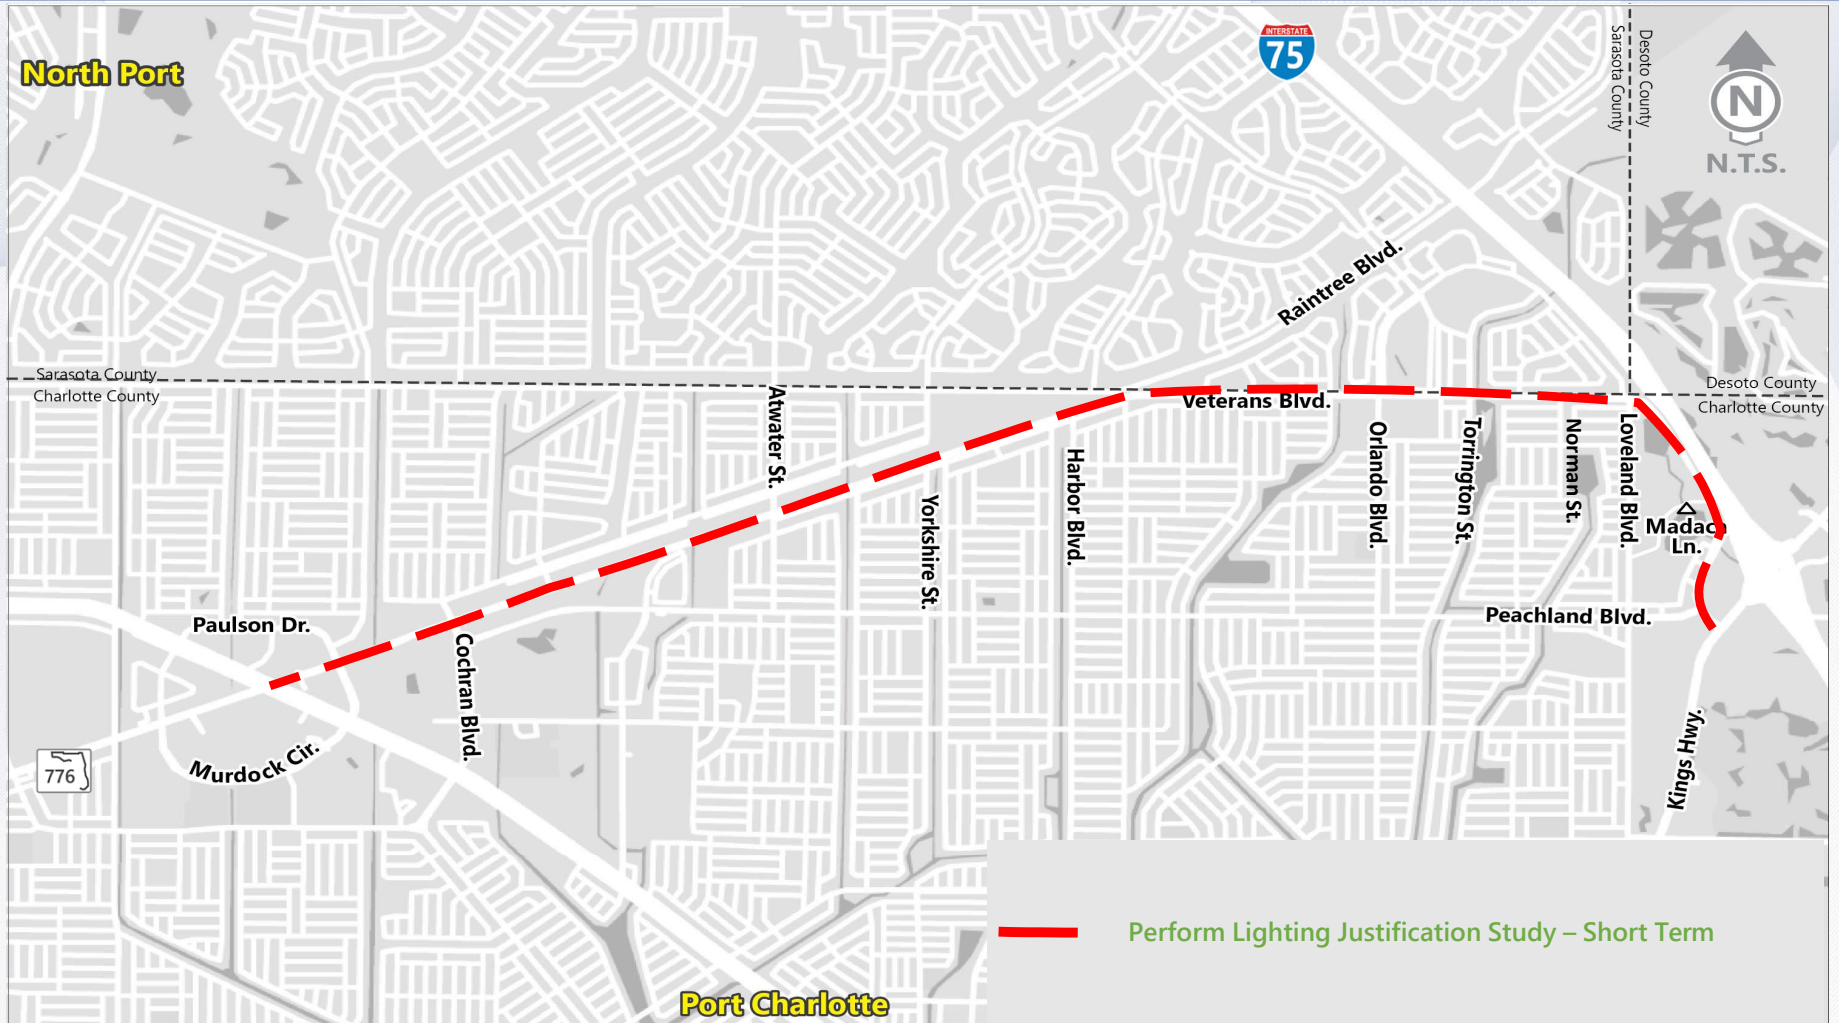 North Port
INTERSTATE
75
Sarasota County
Desoto County
N
N.T.S.
Raintree Blvd.
Sarasota County
Charlotte County
Desoto County
Charlotte County
Veterans Blvd.
Atwater St.
Yorkshire St.
Harbor Blvd.
Orlando Blvd.
Torrington St.
Norman St.
Loveland Blvd.
Madach
Ln.
Peachland Blvd.
Paulson Dr.
Cochran Blvd.
Murdock Cir.
776
Kings Hwy.
Perform Lighting Justification Study – Short Term
Port Charlotte